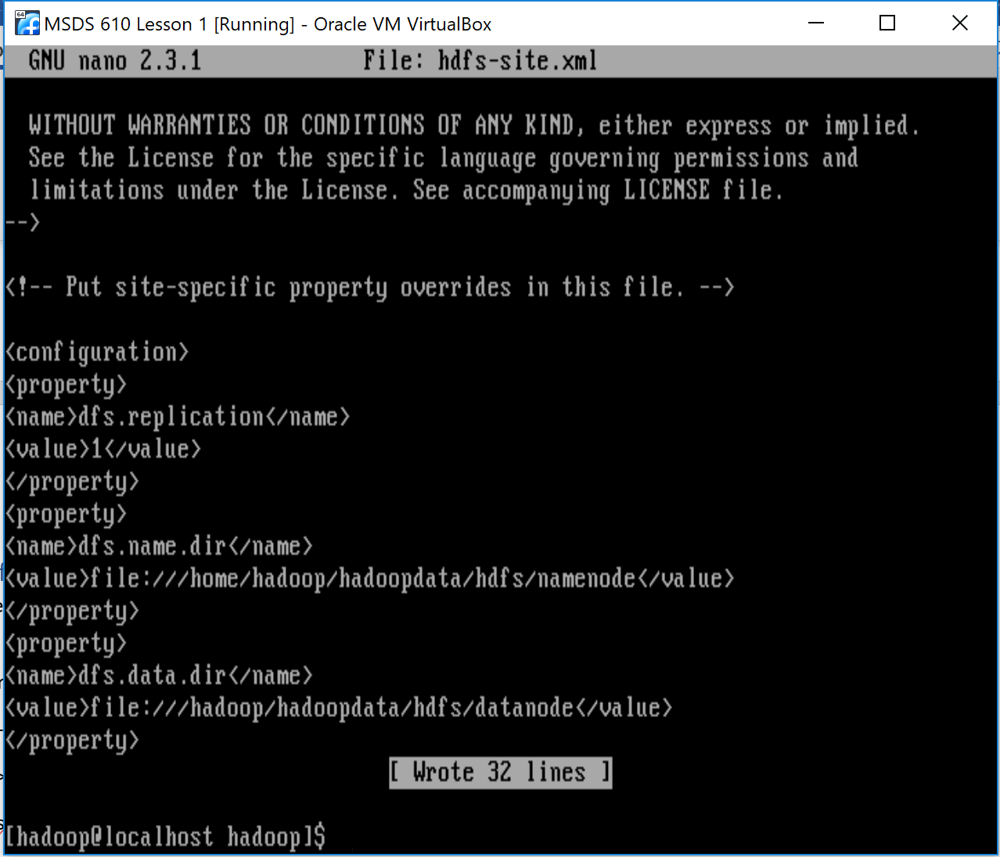 MSDS 610 Lesson 1 [Running] - Oracle VM VirtualBox
GNU nano 2.3.1 File: hdfs-site.xml
WITHOUT WARRANTIES OR CONDITIONS OF ANY KIND, either express or implied.
See the License for the specific language governing permissions and
limitations under the License. See accompanying LICENSE file.
-->
<!-- Put site-specific property overrides in this file. -->
<configuration>
<property>
<name>dfs.replication</name>
<value>1</value>
</property>
<property>
<name>dfs.name.dir</name>
<value>file:///home/hadoop/hadoopdata/hdfs/namenode</value>
</property>
<property>
<name>dfs.data.dir</name>
<value>file:///hadoop/hadoopdata/hdfs/datanode</value>
</property>
[ Wrote 32 lines ]
[hadoop@localhost hadoop]$